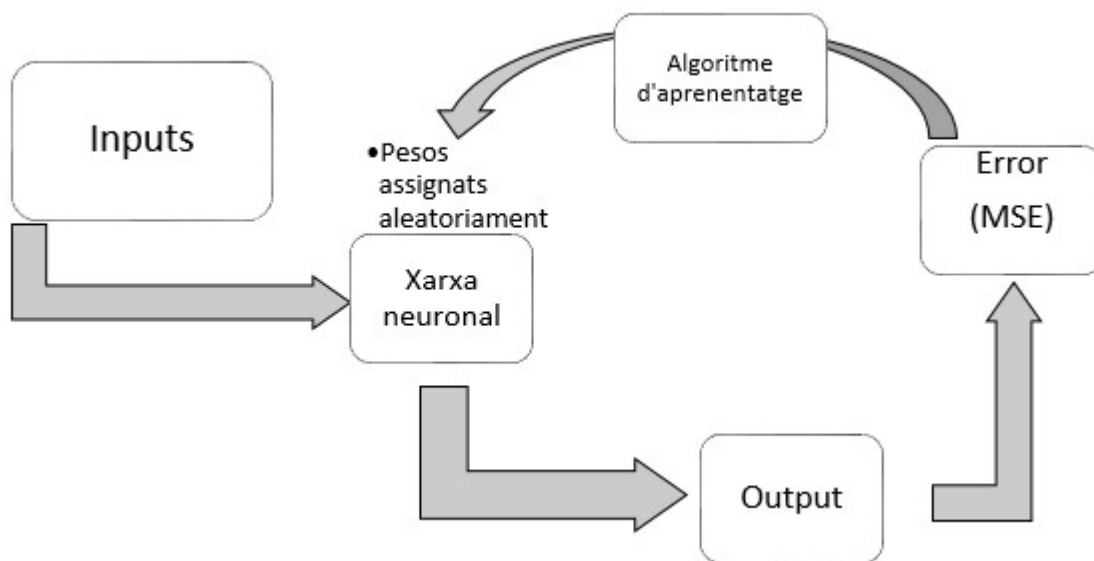 Inputs
•Pesos
assignats
aleatoriament
Xarxa
neuronal
Output
Error
(MSE)
Algoritme
d'aprenentatge